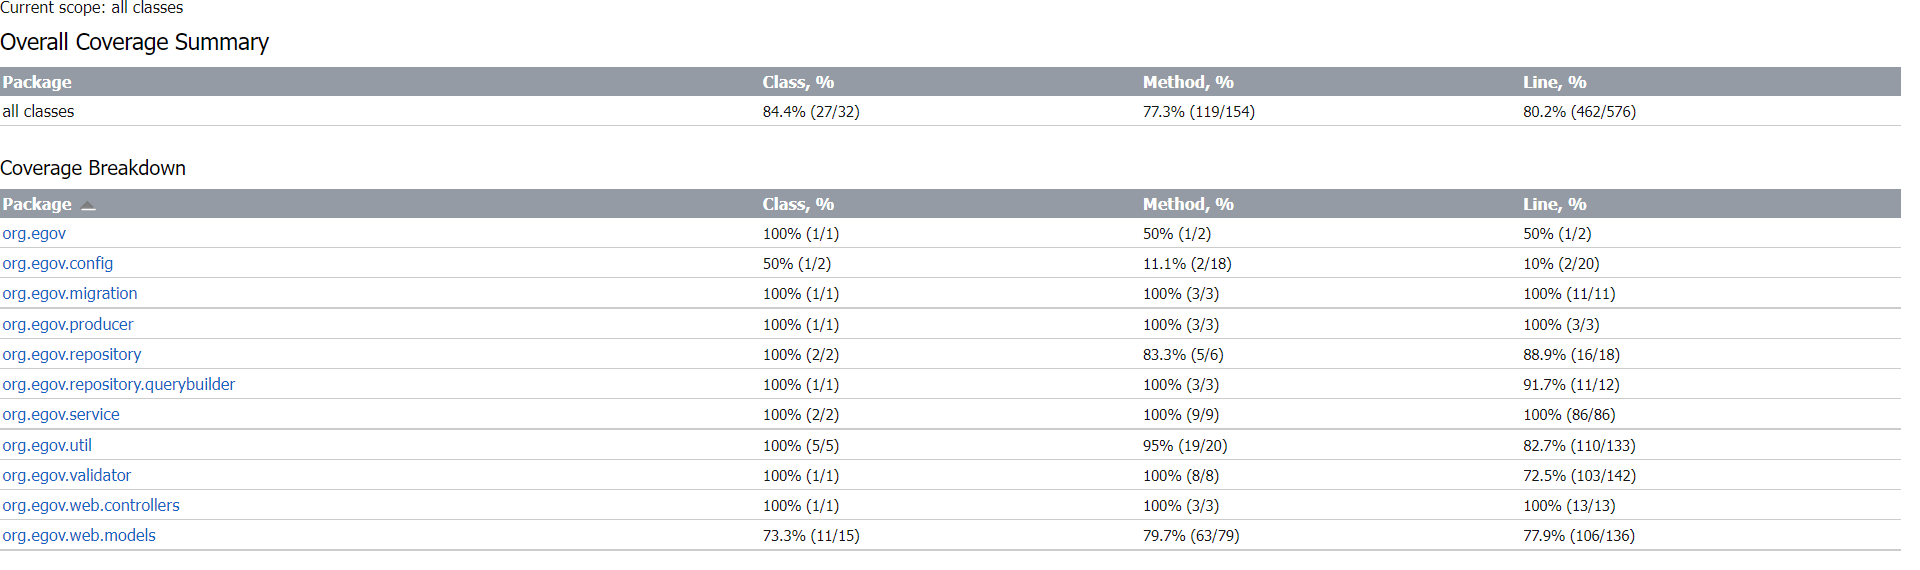 Current scope: all classes
Overall Coverage Summary
Package Class, % Method, % Line, %
all classes 84.4% (27/32) 77.3% (119/154) 80.2% (462/576)
Coverage Breakdown
Package Class, % Method, % Line, %
org.egov 100% (1/1) 50% (1/2) 50% (1/2)
org.egov.config 50% (1/2) 11.1% (2/18) 10% (2/20)
org.egov.migration 100% (1/1) 100% (3/3) 100% (11/11)
org.egov.producer 100% (1/1) 100% (3/3) 100% (3/3)
org.egov.repository 100% (2/2) 83.3% (5/6) 88.9% (16/18)
org.egov.repository.querybuilder 100% (1/1) 100% (3/3) 91.7% (11/12)
org.egov.service 100% (2/2) 100% (9/9) 100% (86/86)
org.egov.util 100% (5/5) 95% (19/20) 82.7% (110/133)
org.egov.validator 100% (1/1) 100% (8/8) 72.5% (103/142)
org.egov.web.controllers 100% (1/1) 100% (3/3) 100% (13/13)
org.egov.web.models 73.3% (11/15) 79.7% (63/79) 77.9% (106/136)